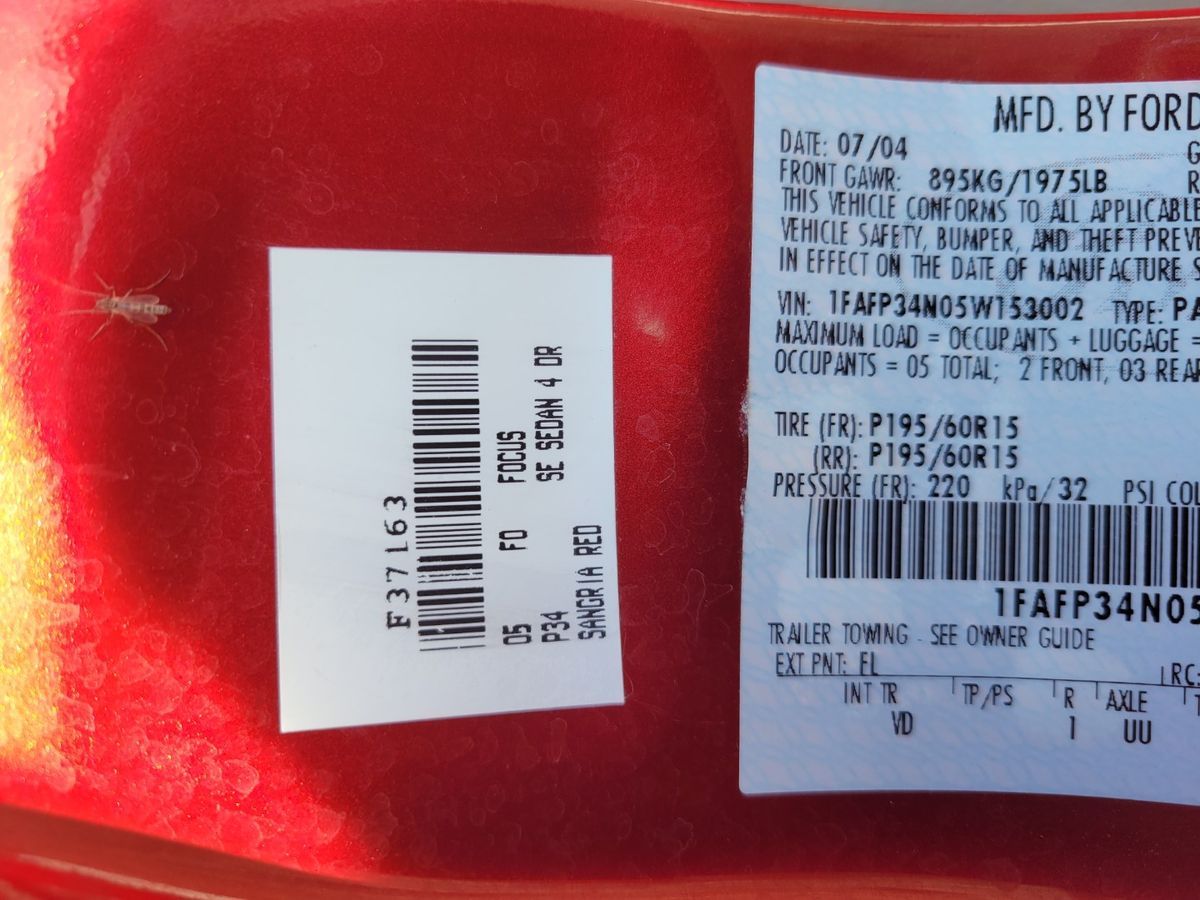 F37163
05 FO FOCUS
P34 SE SEDAN 4 DR
SANGRIA RED
MFD. BY FORD
DATE: 07/04 G
FRONT GAWR: 895KG/1975LB R
THIS VEHICLE CONFORMS TO ALL APPLICABLE
VEHICLE SAFETY, BUMPER, AND THEFT PREVE
IN EFFECT ON THE DATE OF MANUFACTURE S
VIN: 1FAFP34N05W153002 TYPE: PA
MAXIMUM LOAD = OCCUPANTS + LUGGAGE =
OCCUPANTS = 05 TOTAL; 2 FRONT, 03 REAR
TIRE (FR): P195/60R15
(RR): P195/60R15
PRESSURE (FR): 220 kPa/32 PSI COL
1FAFP34N05
TRAILER TOWING - SEE OWNER GUIDE
EXT PNT: EL RC:
INT TR TP/PS R AXLE T
VD 1 UU